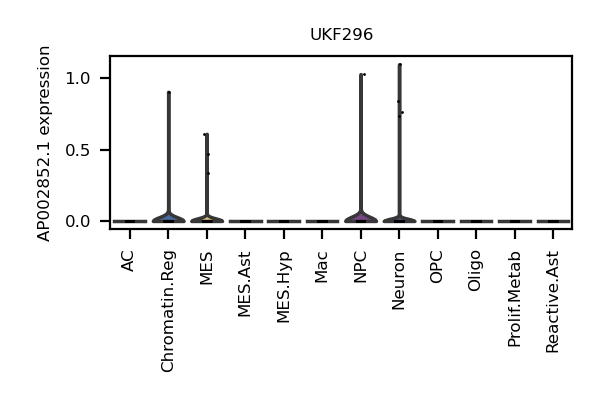 UKF296
AP002852.1 expression
1.0
0.5
0.0
AC
Chromatin.Reg
MES
MES.Ast
MES.Hyp
Mac
NPC
Neuron
OPC
Oligo
Prolif.Metab
Reactive.Ast